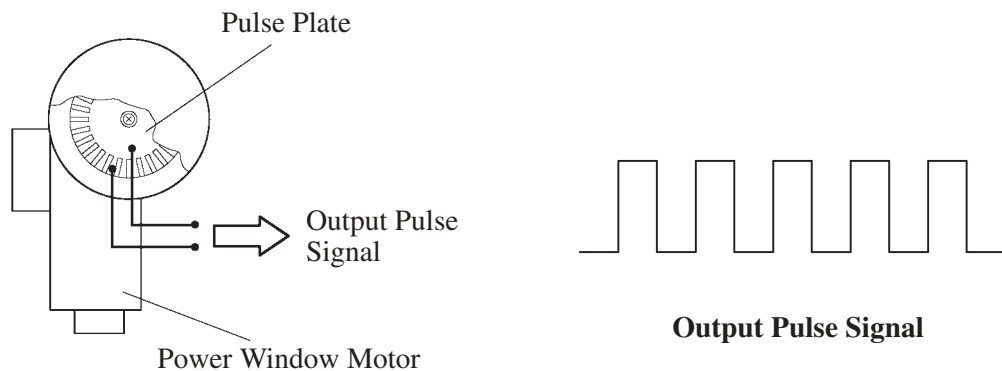 Pulse Plate
Output Pulse
Signal
Power Window Motor
Output Pulse Signal